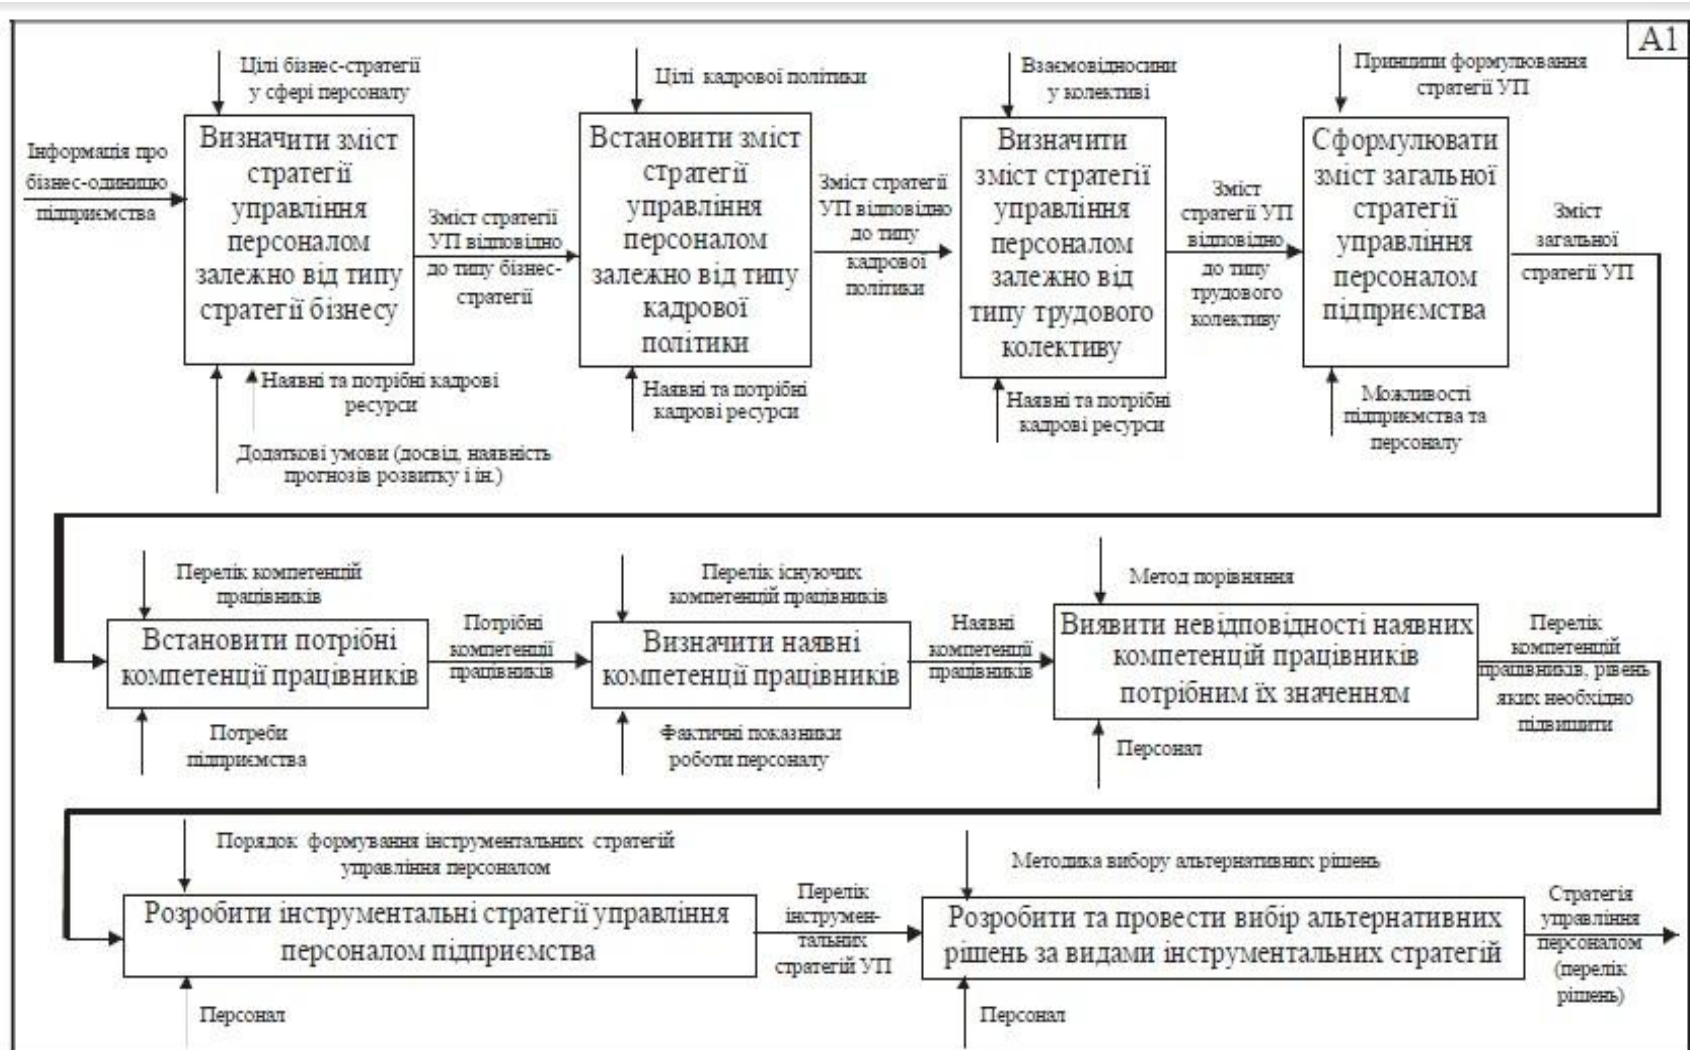 А1
Цілі бізнес-стратегії
у сфері персоналу
Цілі кадрової політики
Взаємовідносини
у колективі
Принципи формулювання
стратегії УП
Інформація про
бізнес-одиницю
підприємства
Визначити зміст
стратегії
управління
персоналом
залежно від типу
стратегії бізнесу
Зміст стратегії
УП відповідно
до типу бізнес-
стратегії
Встановити зміст
стратегії
управління
персоналом
залежно від типу
кадрової
політики
Зміст стратегії
УП відповідно
до типу
кадрової
політики
Визначити
зміст стратегії
управління
персоналом
залежно від
типу трудового
колективу
Зміст
стратегії УП
відповідно
до типу
трудового
колективу
Сформулювати
зміст загальної
стратегії
управління
персоналом
підприємства
Зміст
загальної
стратегії УП
Наявні та потрібні кадрові
ресурси
Додаткові умови (досвід, наявність
прогнозів розвитку і ін.)
Наявні та потрібні
кадрові ресурси
Наявні та потрібні
кадрові ресурси
Можливості
підприємства та
персоналу
Перелік компетенцій
працівників
Перелік існуючих
компетенцій працівників
Метод порівняння
Встановити потрібні
компетенції працівників
Потрібні
компетенції
працівників
Визначити наявні
компетенції працівників
Наявні
компетенції
працівників
Виявити невідповідності наявних
компетенцій працівників
потрібним їх значенням
Перелік
компетенцій
працівників, рівень
яких необхідно
підвищити
Потреби
підприємства
Фактичні показники
роботи персоналу
Персонал
Порядок формування інструментальних стратегій
управління персоналом
Методика вибору альтернативних рішень
Розробити інструментальні стратегії управління
персоналом підприємства
Перелік
інструмен-
тальних
стратегій УП
Розробити та провести вибір альтернативних
рішень за видами інструментальних стратегій
Стратегія
управління
персоналом
(перелік
рішень)
Персонал
Персонал